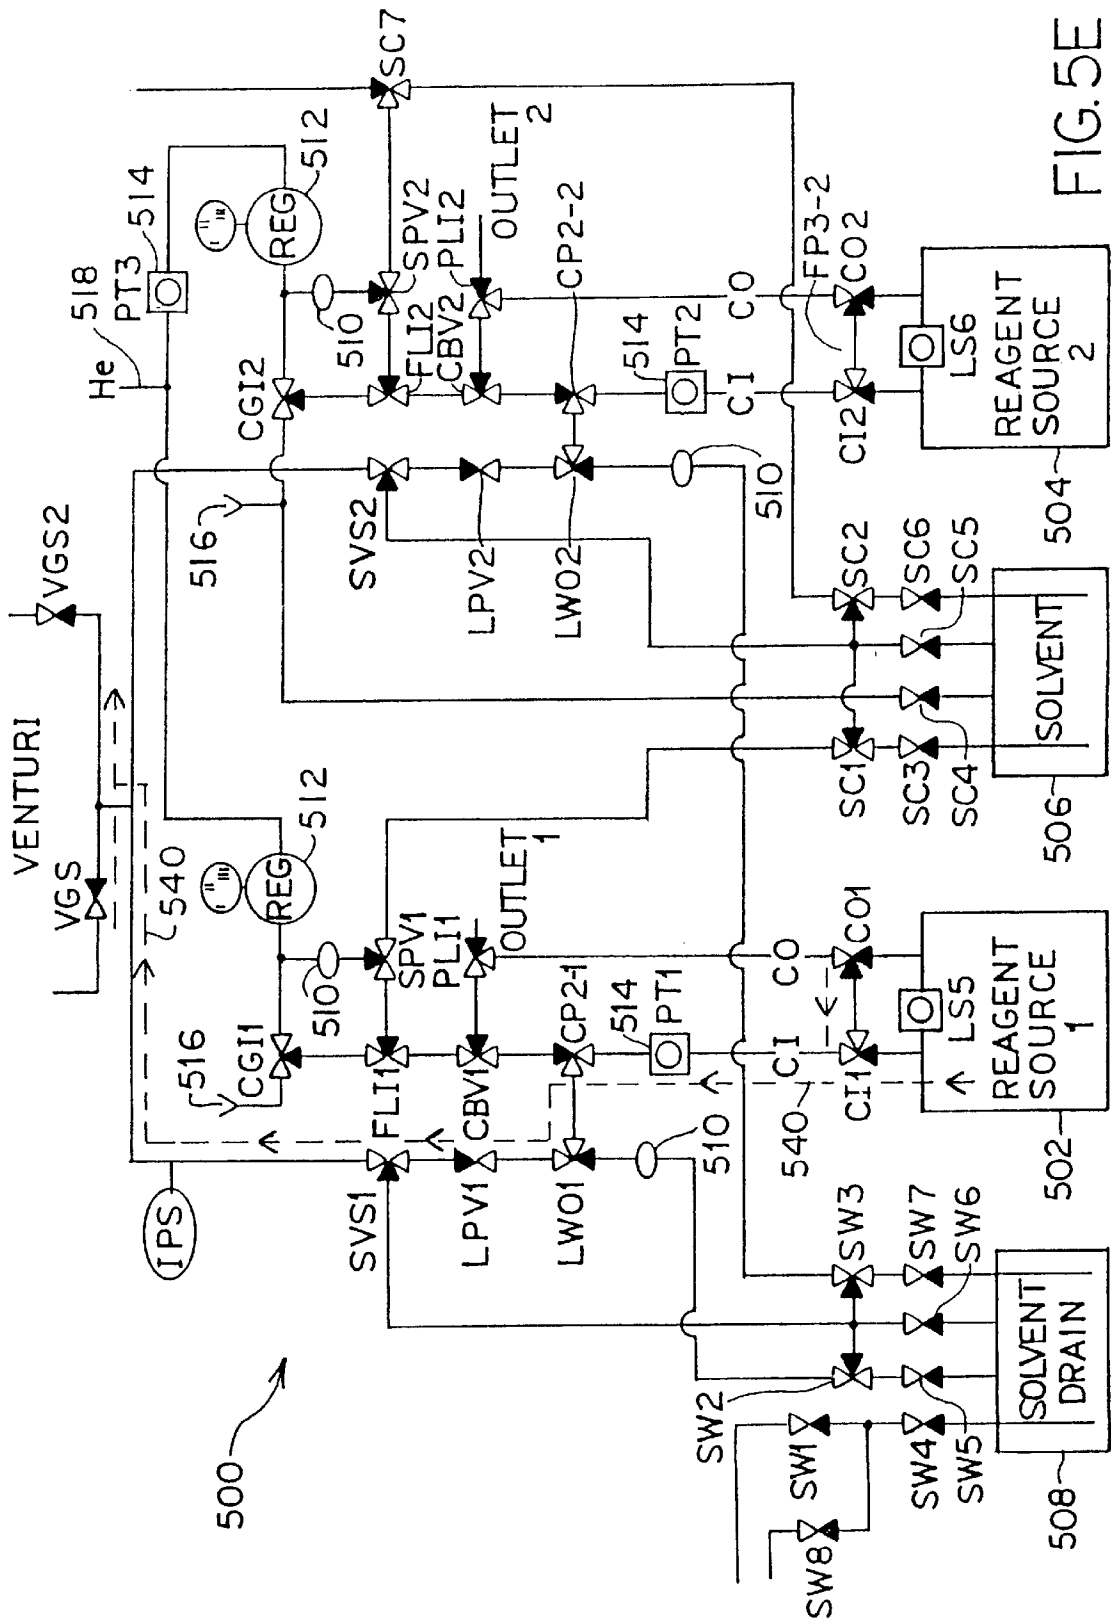 VENTURI
VGS
VGS2
540
516
CGI1
512
REG
510
IPS
SVS1
FLI1
SPV1
PLI1
LPV1
CBV1
OUTLET
1
LWO1
CP2-1
514
PT1
510
540
CI
CO
CI1
CO1
LS5
REAGENT
SOURCE
1
502
500
SW2
SW3
SW1
SW8
SW4
SW5
SW7
SW6
SOLVENT
DRAIN
508
He
518
PT3
514
512
REG
CGI2
516
510
SC7
SVS2
FLI2
SPV2
CBV2
PLI2
OUTLET
2
LPV2
LWO2
CP2-2
514
PT2
510
CI
CO
FP3-2
CI2
CO2
LS6
REAGENT
SOURCE
2
504
SC1
SC2
SC3
SC4
SC6
SC5
SOLVENT
506
FIG.5E